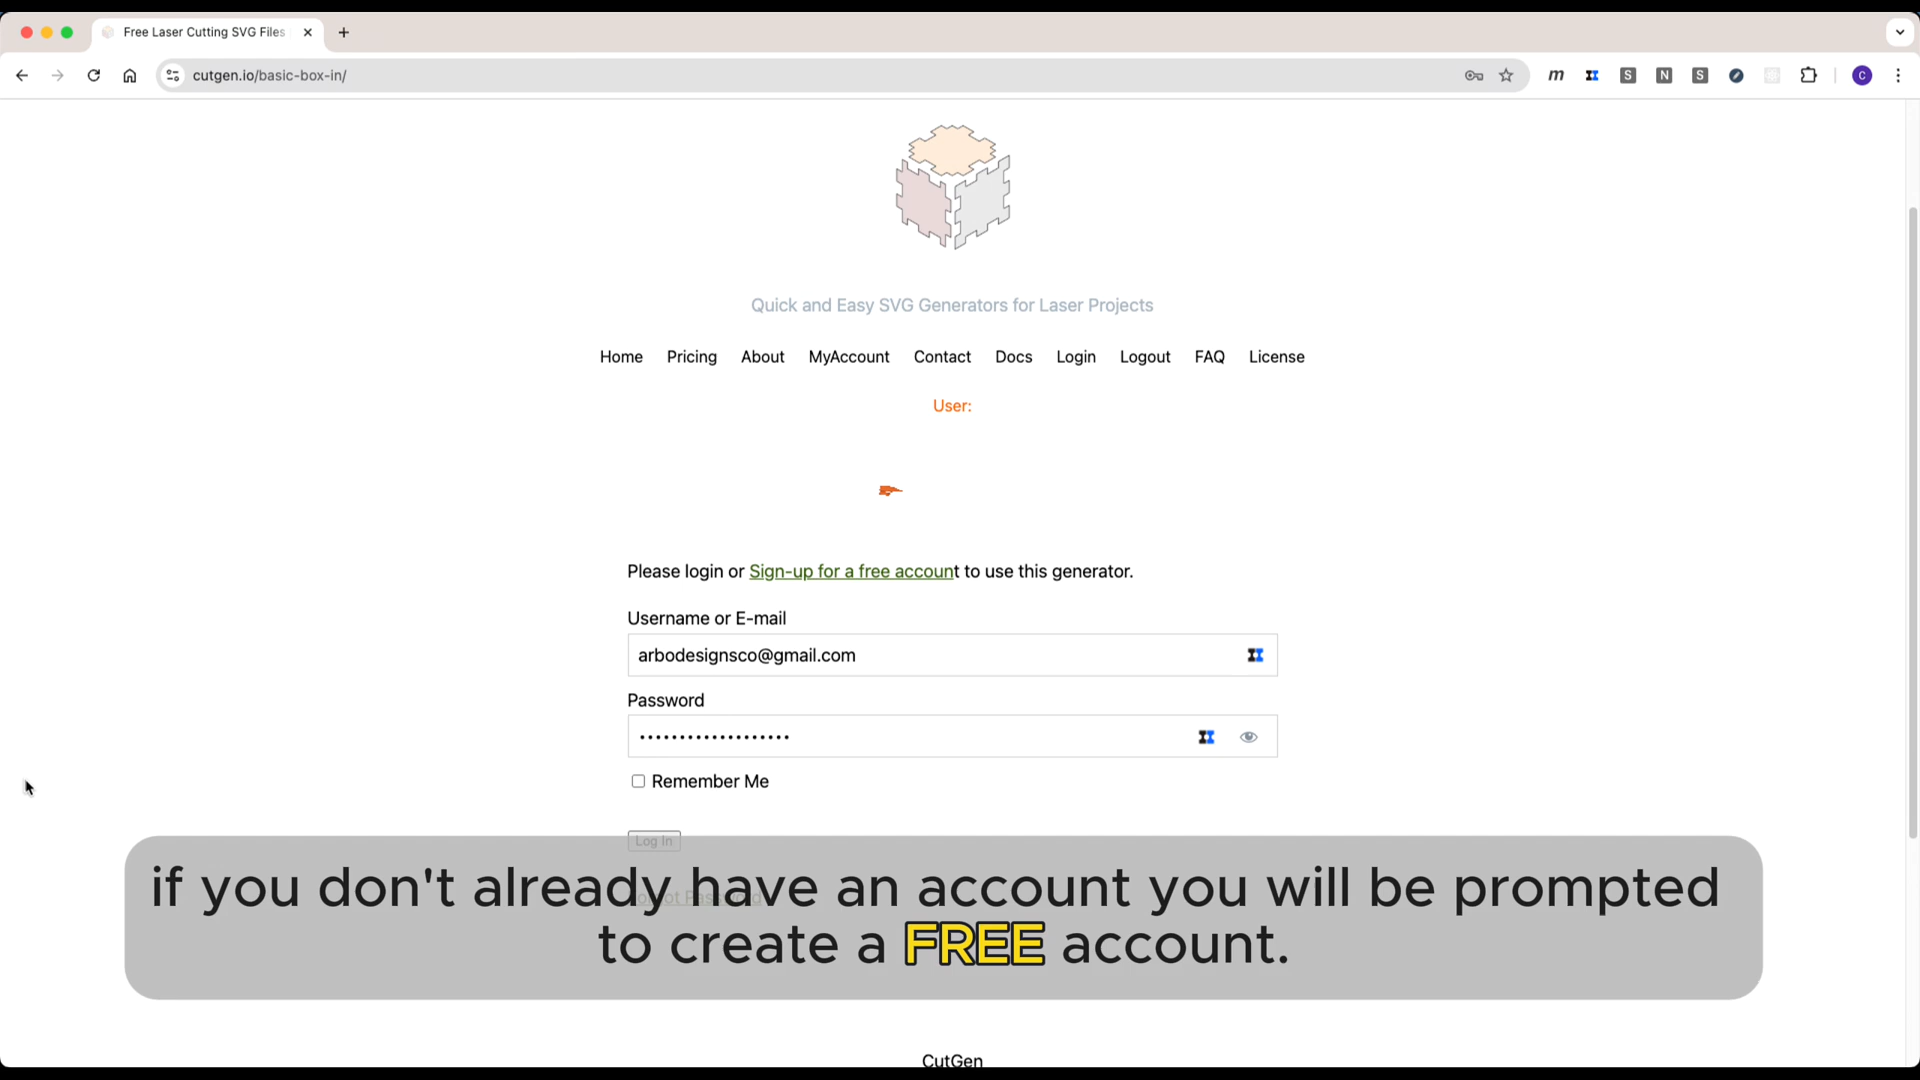 Free Laser Cutting SVG Files
cutgen.io/basic-box-in/
m
S
N
S
C
Quick and Easy SVG Generators for Laser Projects
Home Pricing About MyAccount Contact Docs Login Logout FAQ License
User:
Please login or Sign-up for a free account to use this generator.
Username or E-mail
arbodesignsco@gmail.com
Password
•••••••••••••••••••
Remember Me
Log In
if you don't already have an account you will be prompted
to create a FREE account.
CutGen